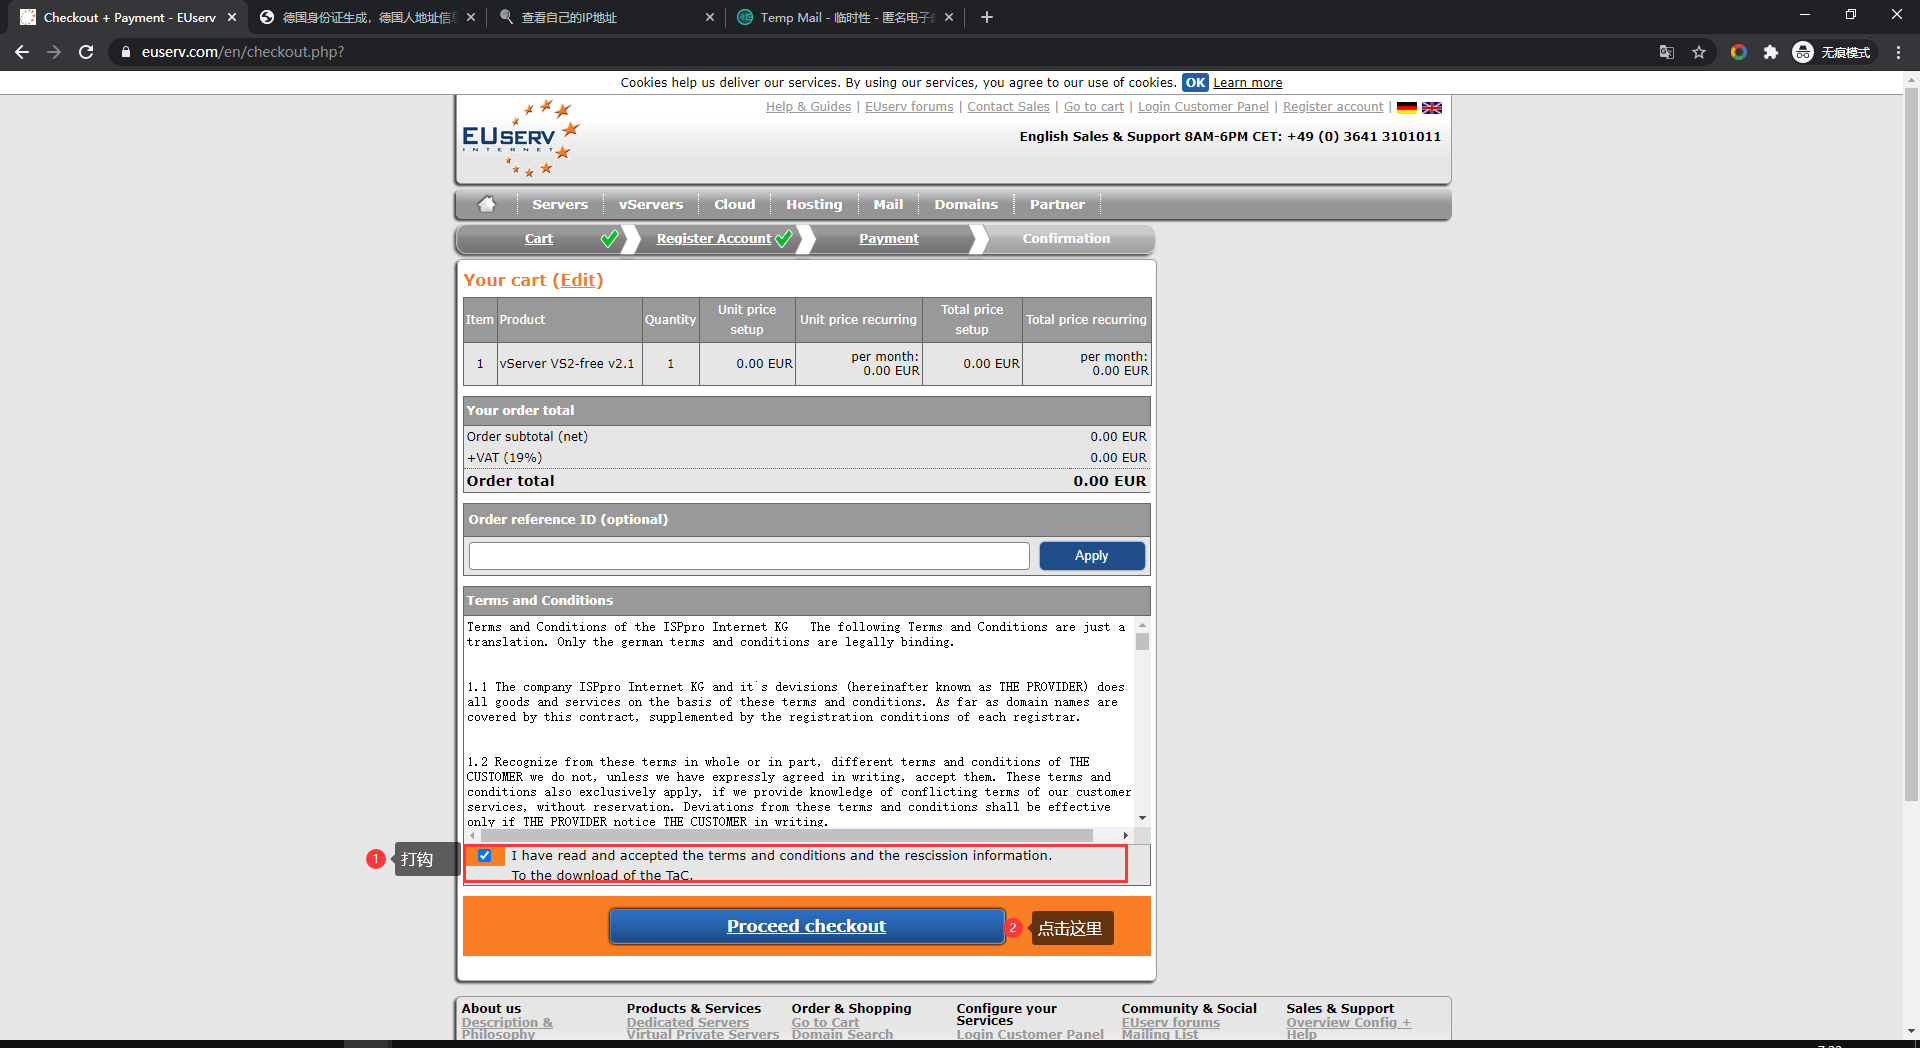 Checkout + Payment - EUserv
德国身份证生成，德国人地址信息
查看自己的IP地址
Temp Mail - 临时性 - 匿名电子
euserv.com/en/checkout.php?
无痕模式
Cookies help us deliver our services. By using our services, you agree to our use of cookies. OK Learn more
Help & Guides | EUserv forums | Contact Sales | Go to cart | Login Customer Panel | Register account |
EUSERV
INTERNET
English Sales & Support 8AM-6PM CET: +49 (0) 3641 3101011
Servers vServers Cloud Hosting Mail Domains Partner
Cart Register Account Payment Confirmation
Your cart (Edit)
Item Product Quantity Unit price setup Unit price recurring Total price setup Total price recurring
1 vServer VS2-free v2.1 1 0.00 EUR per month: 0.00 EUR 0.00 EUR per month: 0.00 EUR
Your order total
Order subtotal (net) 0.00 EUR
+VAT (19%) 0.00 EUR
Order total 0.00 EUR
Order reference ID (optional)
Apply
Terms and Conditions
Terms and Conditions of the ISPpro Internet KG The following Terms and Conditions are just a
translation. Only the german terms and conditions are legally binding.
1.1 The company ISPpro Internet KG and it`s devisions (hereinafter known as THE PROVIDER) does
all goods and services on the basis of these terms and conditions. As far as domain names are
covered by this contract, supplemented by the registration conditions of each registrar.
1.2 Recognize from these terms in whole or in part, different terms and conditions of THE
CUSTOMER we do not, unless we have expressly agreed in writing, accept them. These terms and
conditions also exclusively apply, if we provide knowledge of conflicting terms of our customer
services, without reservation. Deviations from these terms and conditions shall be effective
only if THE PROVIDER notice THE CUSTOMER in writing.
1 打钩
I have read and accepted the terms and conditions and the rescission information.
To the download of the TaC.
Proceed checkout
2 点击这里
About us Products & Services Order & Shopping Configure your Services Community & Social Sales & Support
Description & Philosophy Dedicated Servers Go to Cart Login Customer Panel EUserv forums Overview Config + Help
Virtual Private Servers Domain Search Mailing List